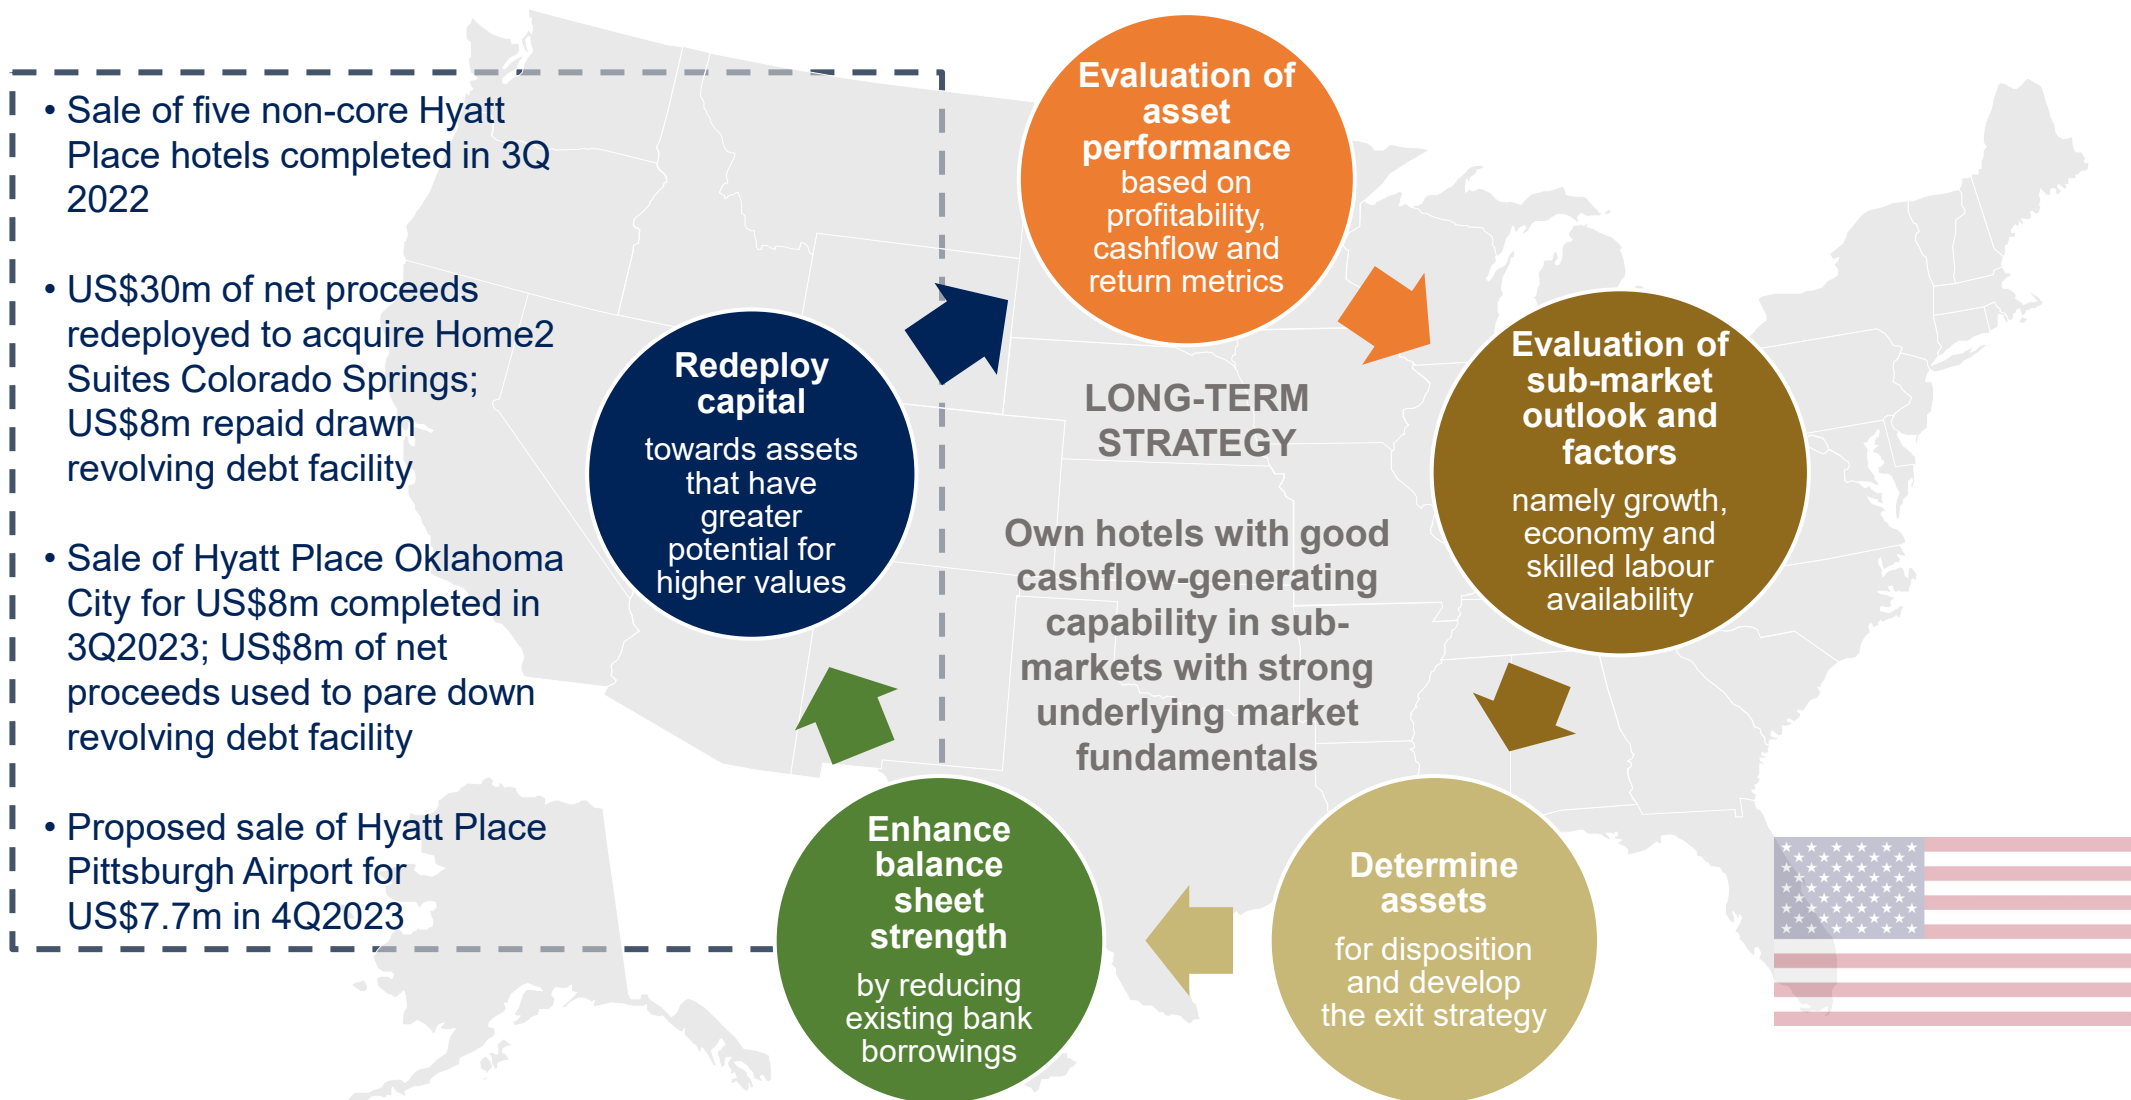 • Sale of five non-core Hyatt
Place hotels completed in 3Q
2022
• US$30m of net proceeds
redeployed to acquire Home2
Suites Colorado Springs;
US$8m repaid drawn
revolving debt facility
• Sale of Hyatt Place Oklahoma
City for US$8m completed in
3Q2023; US$8m of net
proceeds used to pare down
revolving debt facility
• Proposed sale of Hyatt Place
Pittsburgh Airport for
US$7.7m in 4Q2023
Evaluation of
asset
performance
based on
profitability,
cashflow and
return metrics
Evaluation of
sub-market
outlook and
factors
namely growth,
economy and
skilled labour
availability
Determine
assets
for disposition
and develop
the exit strategy
Enhance
balance
sheet
strength
by reducing
existing bank
borrowings
Redeploy
capital
towards assets
that have
greater
potential for
higher values
LONG-TERM
STRATEGY
Own hotels with good
cashflow-generating
capability in sub-
markets with strong
underlying market
fundamentals